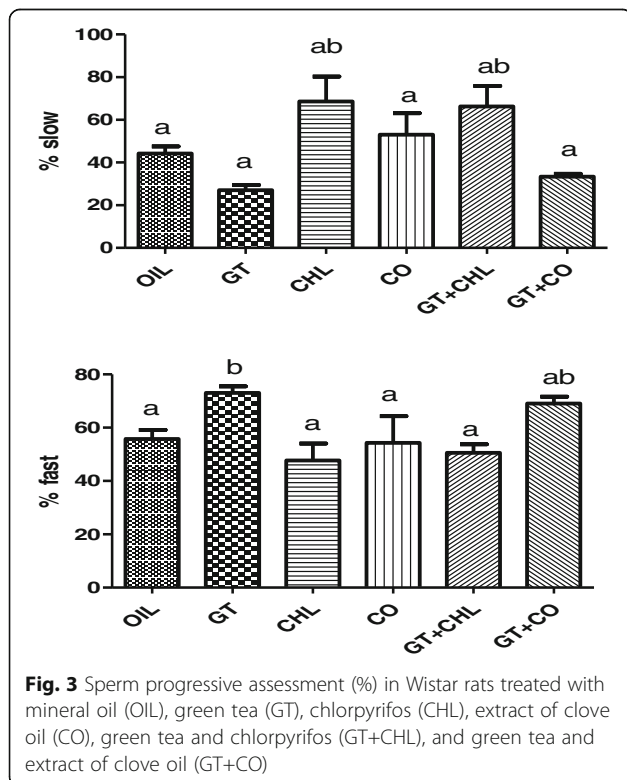 ab
ab
a
a
a
a
100
80
60
40
20
0
% slow
OIL
GT
CHL
CO
GT+CHL
GT+CO
b
ab
a
a
a
a
80
60
40
20
0
% fast
OIL
GT
CHL
CO
GT+CHL
GT+CO
Fig. 3 Sperm progressive assessment (%) in Wistar rats treated with
mineral oil (OIL), green tea (GT), chlorpyrifos (CHL), extract of clove
oil (CO), green tea and chlorpyrifos (GT+CHL), and green tea and
extract of clove oil (GT+CO)